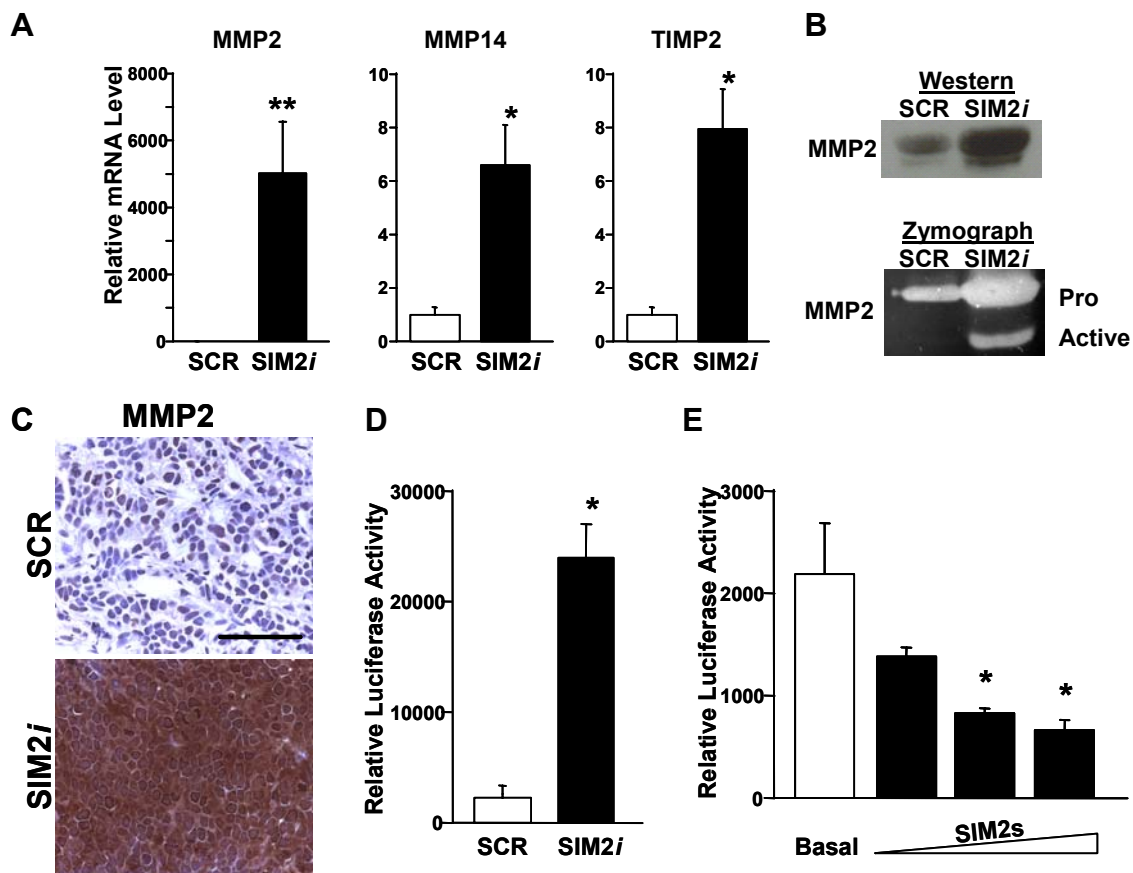 A
MMP2
MMP14
TIMP2
Relative mRNA Level
8000
6000
4000
2000
0
**
SCR SIM2i
10
8
6
4
2
0
*
SCR SIM2i
10
8
6
4
2
0
*
SCR SIM2i
B
Western
SCR SIM2i
MMP2
Zymograph
SCR SIM2i
MMP2
Pro
Active
C
MMP2
SCR
SIM2i
D
Relative Luciferase Activity
30000
20000
10000
0
*
SCR SIM2i
E
Relative Luciferase Activity
3000
2000
1000
0
*
*
Basal
SIM2s